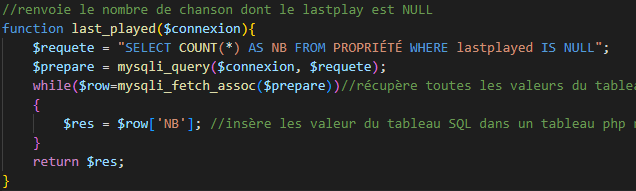 //renvoie le nombre de chanson dont le lastplay est NULL
function last_played($connexion){
$requete = "SELECT COUNT(*) AS NB FROM PROPRIÉTÉ WHERE lastplayed IS NULL";
$prepare = mysqli_query($connexion, $requete);
while($row=mysqli_fetch_assoc($prepare))//récupère toutes les valeurs du tablea
{
$res = $row['NB']; //insère les valeur du tableau SQL dans un tableau php
}
return $res;
}